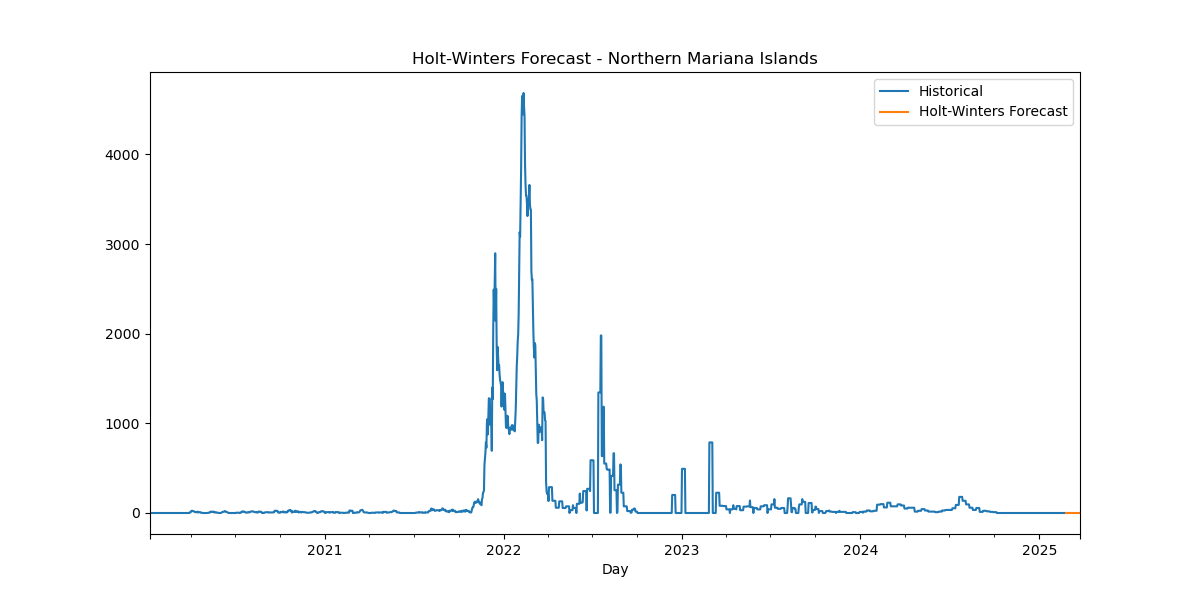 Holt-Winters Forecast - Northern Mariana Islands
Historical
Holt-Winters Forecast
4000
3000
2000
1000
0
2021
2022
2023
2024
2025
Day